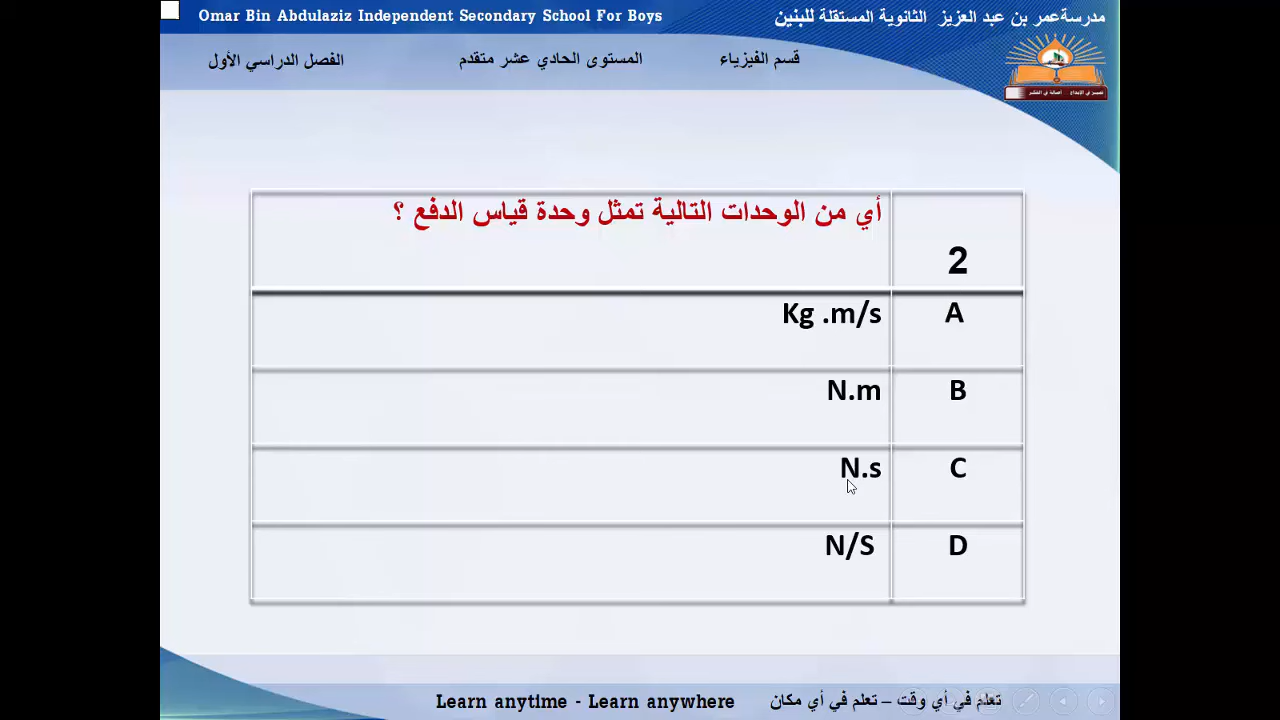 Omar Bin Abdulaziz Independent Secondary School For Boys
مدرسةعمر بن عبد العزيز الثانوية المستقلة للبنين
قسم الفيزياء
المستوى الحادي عشر متقدم
الفصل الدراسي الأول
2
أي من الوحدات التالية تمثل وحدة قياس الدفع ؟
A
Kg .m/s
B
N.m
C
N.s
D
N/S
Learn anytime - Learn anywhere
تعلم في أي وقت – تعلم في أي مكان